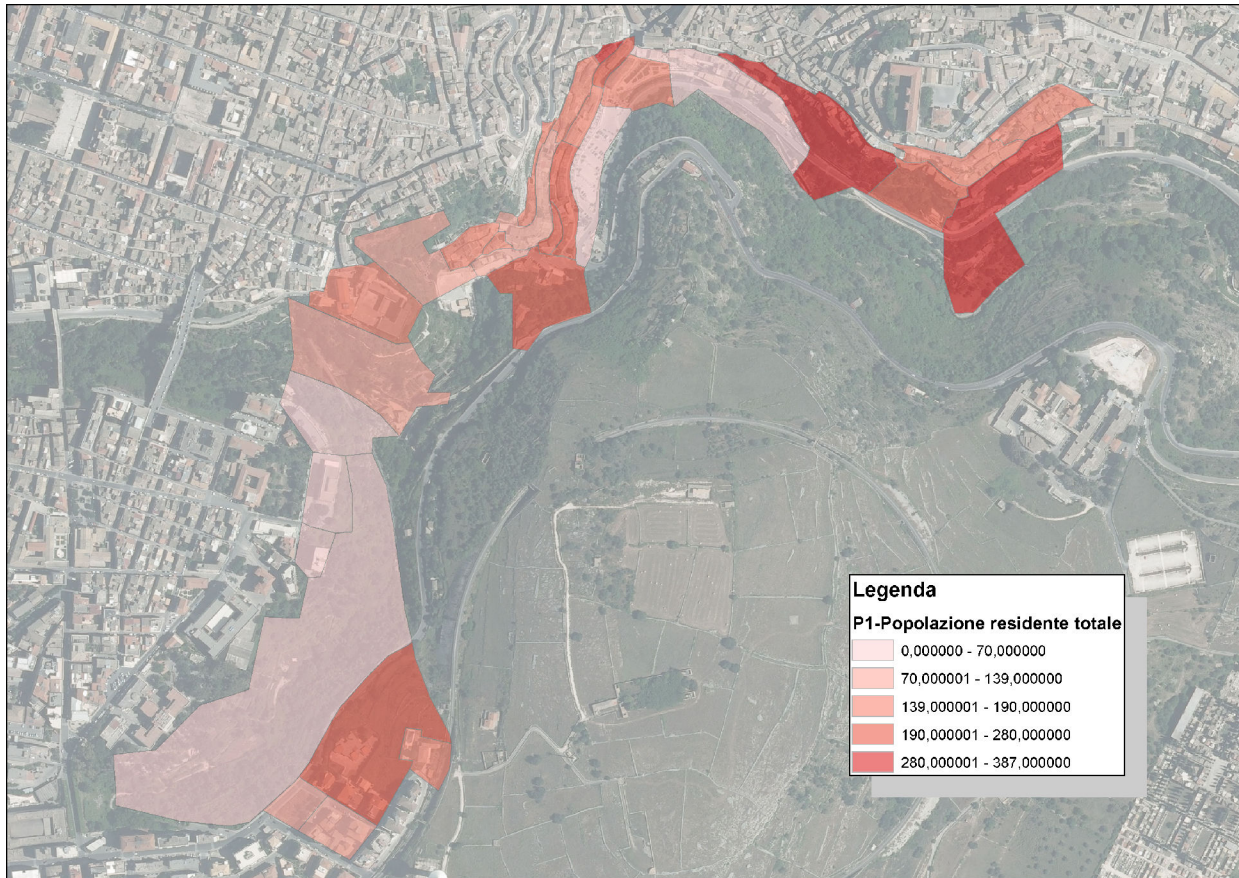 Legenda
P1-Popolazione residente totale
0,000000 - 70,000000
70,000001 - 139,000000
139,000001 - 190,000000
190,000001 - 280,000000
280,000001 - 387,000000